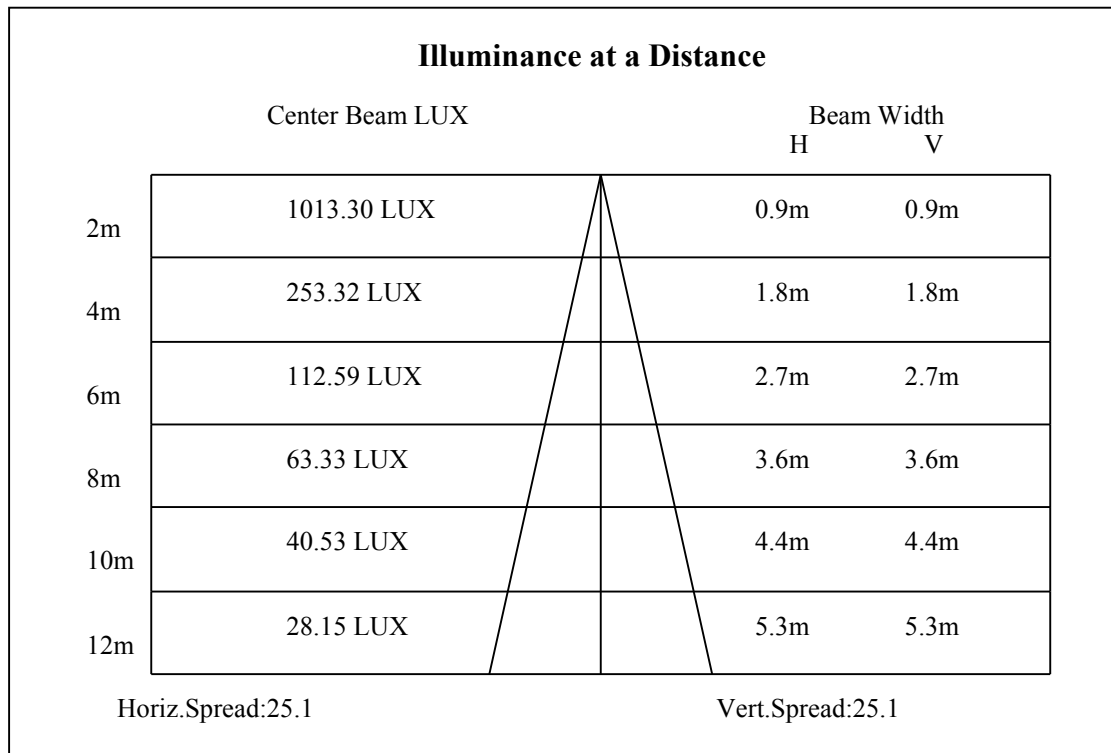 Illuminance at a Distance
Center Beam LUX Beam Width
H V
1013.30 LUX 0.9m 0.9m
2m
253.32 LUX 1.8m 1.8m
4m
112.59 LUX 2.7m 2.7m
6m
63.33 LUX 3.6m 3.6m
8m
40.53 LUX 4.4m 4.4m
10m
28.15 LUX 5.3m 5.3m
12m
Horiz.Spread:25.1 Vert.Spread:25.1